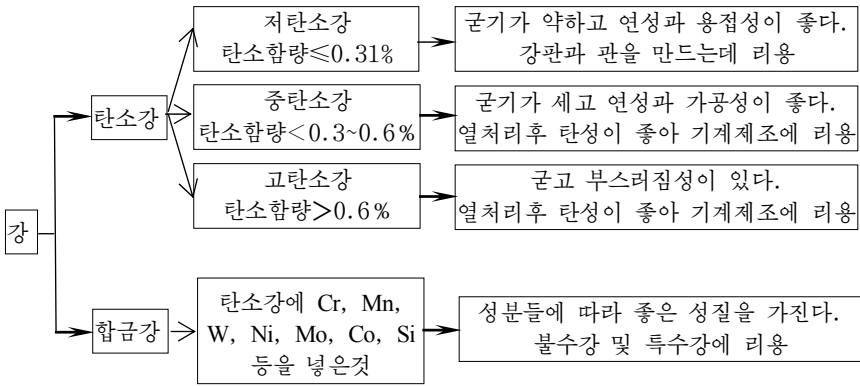 강
탄소강
저탄소강
탄소함량≤0.31%
굳기가 약하고 연성과 용접성이 좋다.
강판과 관을 만드는데 리용
중탄소강
탄소함량<0.3~0.6%
굳기가 세고 연성과 가공성이 좋다.
열처리후 탄성이 좋아 기계제조에 리용
고탄소강
탄소함량>0.6%
굳고 부스러짐성이 있다.
열처리후 탄성이 좋아 기계제조에 리용
합금강
탄소강에 Cr, Mn,
W, Ni, Mo, Co, Si
등을 넣은것
성분들에 따라 좋은 성질을 가진다.
불수강 및 특수강에 리용